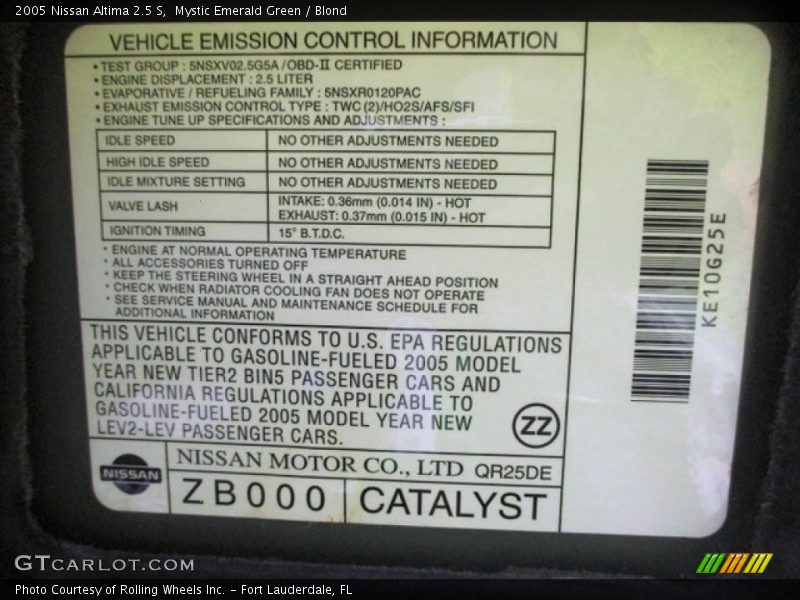 2005 Nissan Altima 2.5 S, Mystic Emerald Green / Blond
VEHICLE EMISSION CONTROL INFORMATION
• TEST GROUP : 5NSXV02.5G5A /OBD-II CERTIFIED
• ENGINE DISPLACEMENT : 2.5 LITER
• EVAPORATIVE / REFUELING FAMILY : 5NSXR0120PAC
• EXHAUST EMISSION CONTROL TYPE : TWC (2)/HO2S/AFS/SFI
• ENGINE TUNE UP SPECIFICATIONS AND ADJUSTMENTS :
IDLE SPEED NO OTHER ADJUSTMENTS NEEDED
HIGH IDLE SPEED NO OTHER ADJUSTMENTS NEEDED
IDLE MIXTURE SETTING NO OTHER ADJUSTMENTS NEEDED
VALVE LASH INTAKE: 0.36mm (0.014 IN) - HOT
EXHAUST: 0.37mm (0.015 IN) - HOT
IGNITION TIMING 15° B.T.D.C.
* ENGINE AT NORMAL OPERATING TEMPERATURE
* ALL ACCESSORIES TURNED OFF
* KEEP THE STEERING WHEEL IN A STRAIGHT AHEAD POSITION
* CHECK WHEN RADIATOR COOLING FAN DOES NOT OPERATE
* SEE SERVICE MANUAL AND MAINTENANCE SCHEDULE FOR
ADDITIONAL INFORMATION
THIS VEHICLE CONFORMS TO U.S. EPA REGULATIONS
APPLICABLE TO GASOLINE-FUELED 2005 MODEL
YEAR NEW TIER2 BIN5 PASSENGER CARS AND
CALIFORNIA REGULATIONS APPLICABLE TO
GASOLINE-FUELED 2005 MODEL YEAR NEW
LEV2-LEV PASSENGER CARS.
ZZ
NISSAN
NISSAN MOTOR CO., LTD QR25DE
ZB000 CATALYST
KE10G25E
GTCARLOT.COM
Photo Courtesy of Rolling Wheels Inc. - Fort Lauderdale, FL